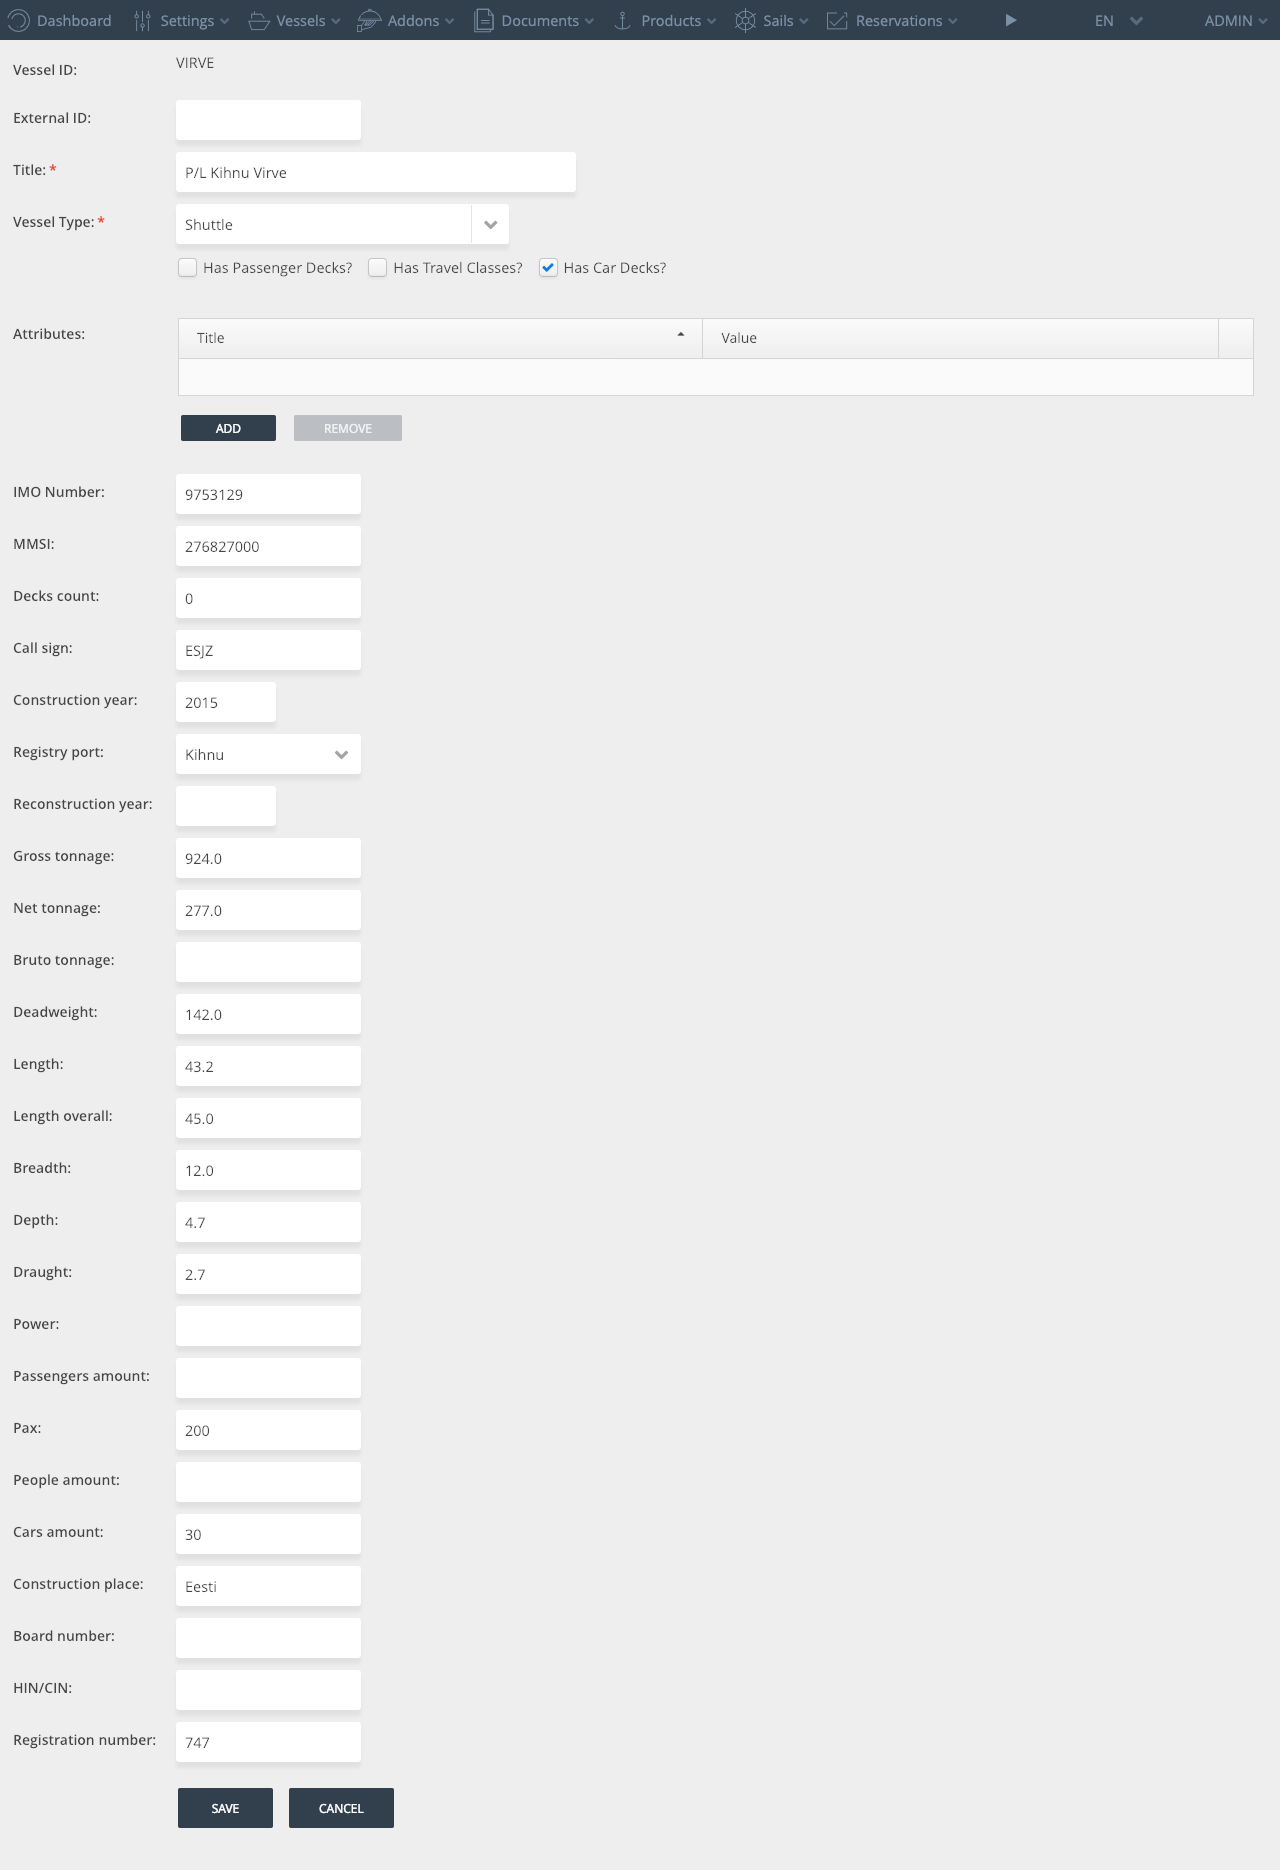 Dashboard Settings Vessels Addons Documents Products Sails Reservations EN ADMIN
Vessel ID: VIRVE
External ID:
Title: * P/L Kihnu Virve
Vessel Type: * Shuttle
Has Passenger Decks? Has Travel Classes? Has Car Decks?
Attributes: Title Value
ADD REMOVE
IMO Number: 9753129
MMSI: 276827000
Decks count: 0
Call sign: ESJZ
Construction year: 2015
Registry port: Kihnu
Reconstruction year:
Gross tonnage: 924.0
Net tonnage: 277.0
Bruto tonnage:
Deadweight: 142.0
Length: 43.2
Length overall: 45.0
Breadth: 12.0
Depth: 4.7
Draught: 2.7
Power:
Passengers amount:
Pax: 200
People amount:
Cars amount: 30
Construction place: Eesti
Board number:
HIN/CIN:
Registration number: 747
SAVE CANCEL